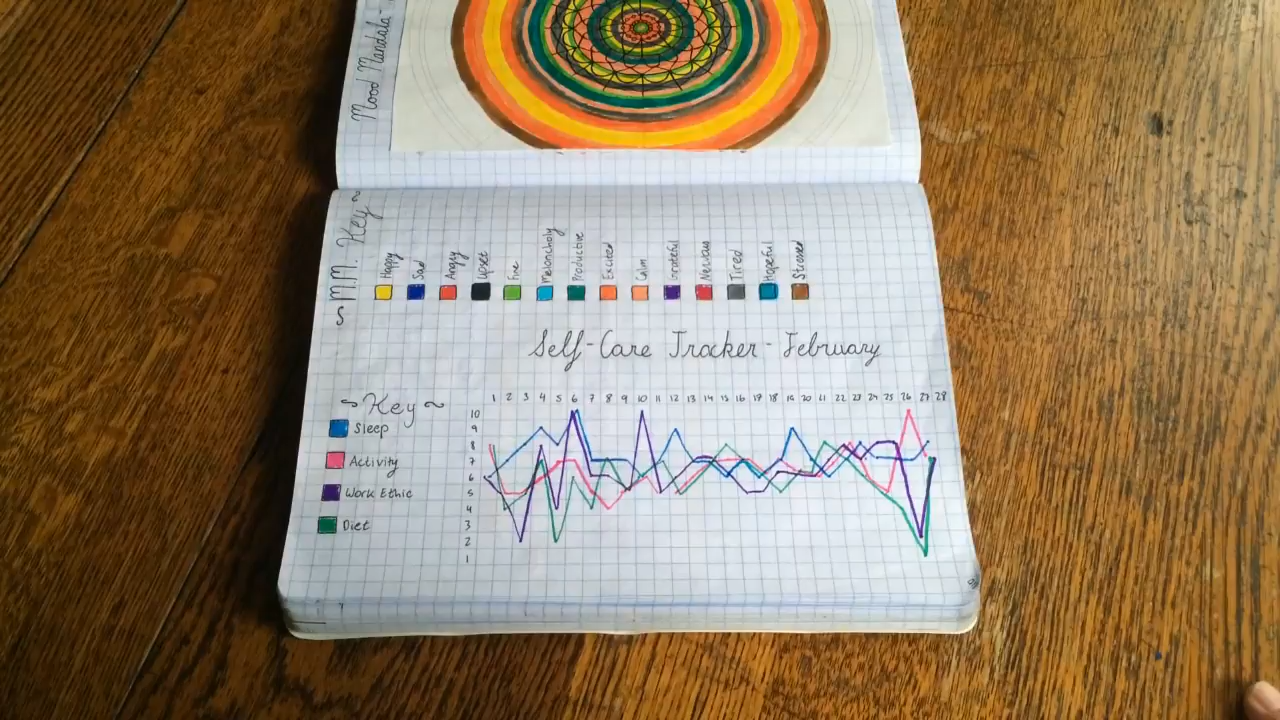 Mood Mandala -
~ M.M. Key ~
Happy
Sad
Angry
Upset
Fine
Melancholy
Productive
Excited
Calm
Grateful
Nervous
Tired
Hopeful
Stressed
Self-Care Tracker - February
~ Key ~
Sleep
Activity
Work Ethic
Diet
1 2 3 4 5 6 7 8 9 10 11 12 13 14 15 16 17 18 19 20 21 22 23 24 25 26 27 28
10
9
8
7
6
5
4
3
2
1